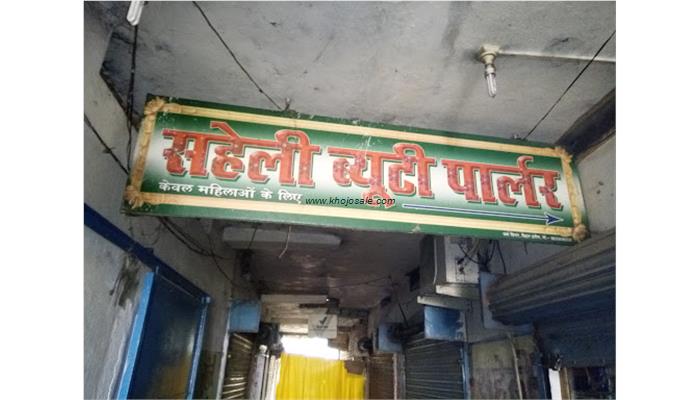 सहेली ब्यूटी पार्लर
केवल महिलाओं के लिए
www.khojosale.com